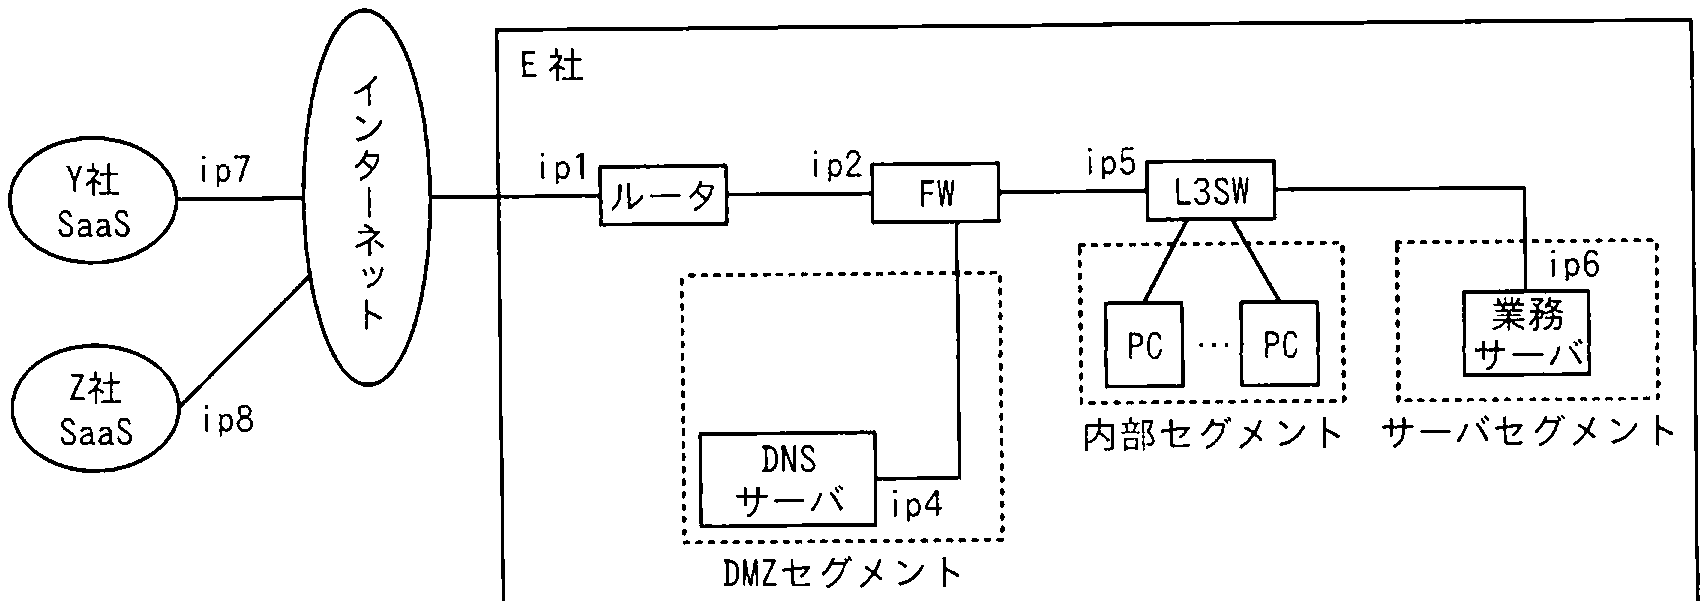 E社
インターネット
Y社
SaaS
ip7
Z社
SaaS
ip8
ip1
ルータ
ip2
FW
ip5
L3SW
ip6
業務
サーバ
PC
…
PC
内部セグメント
サーバセグメント
DNS
サーバ
ip4
DMZセグメント